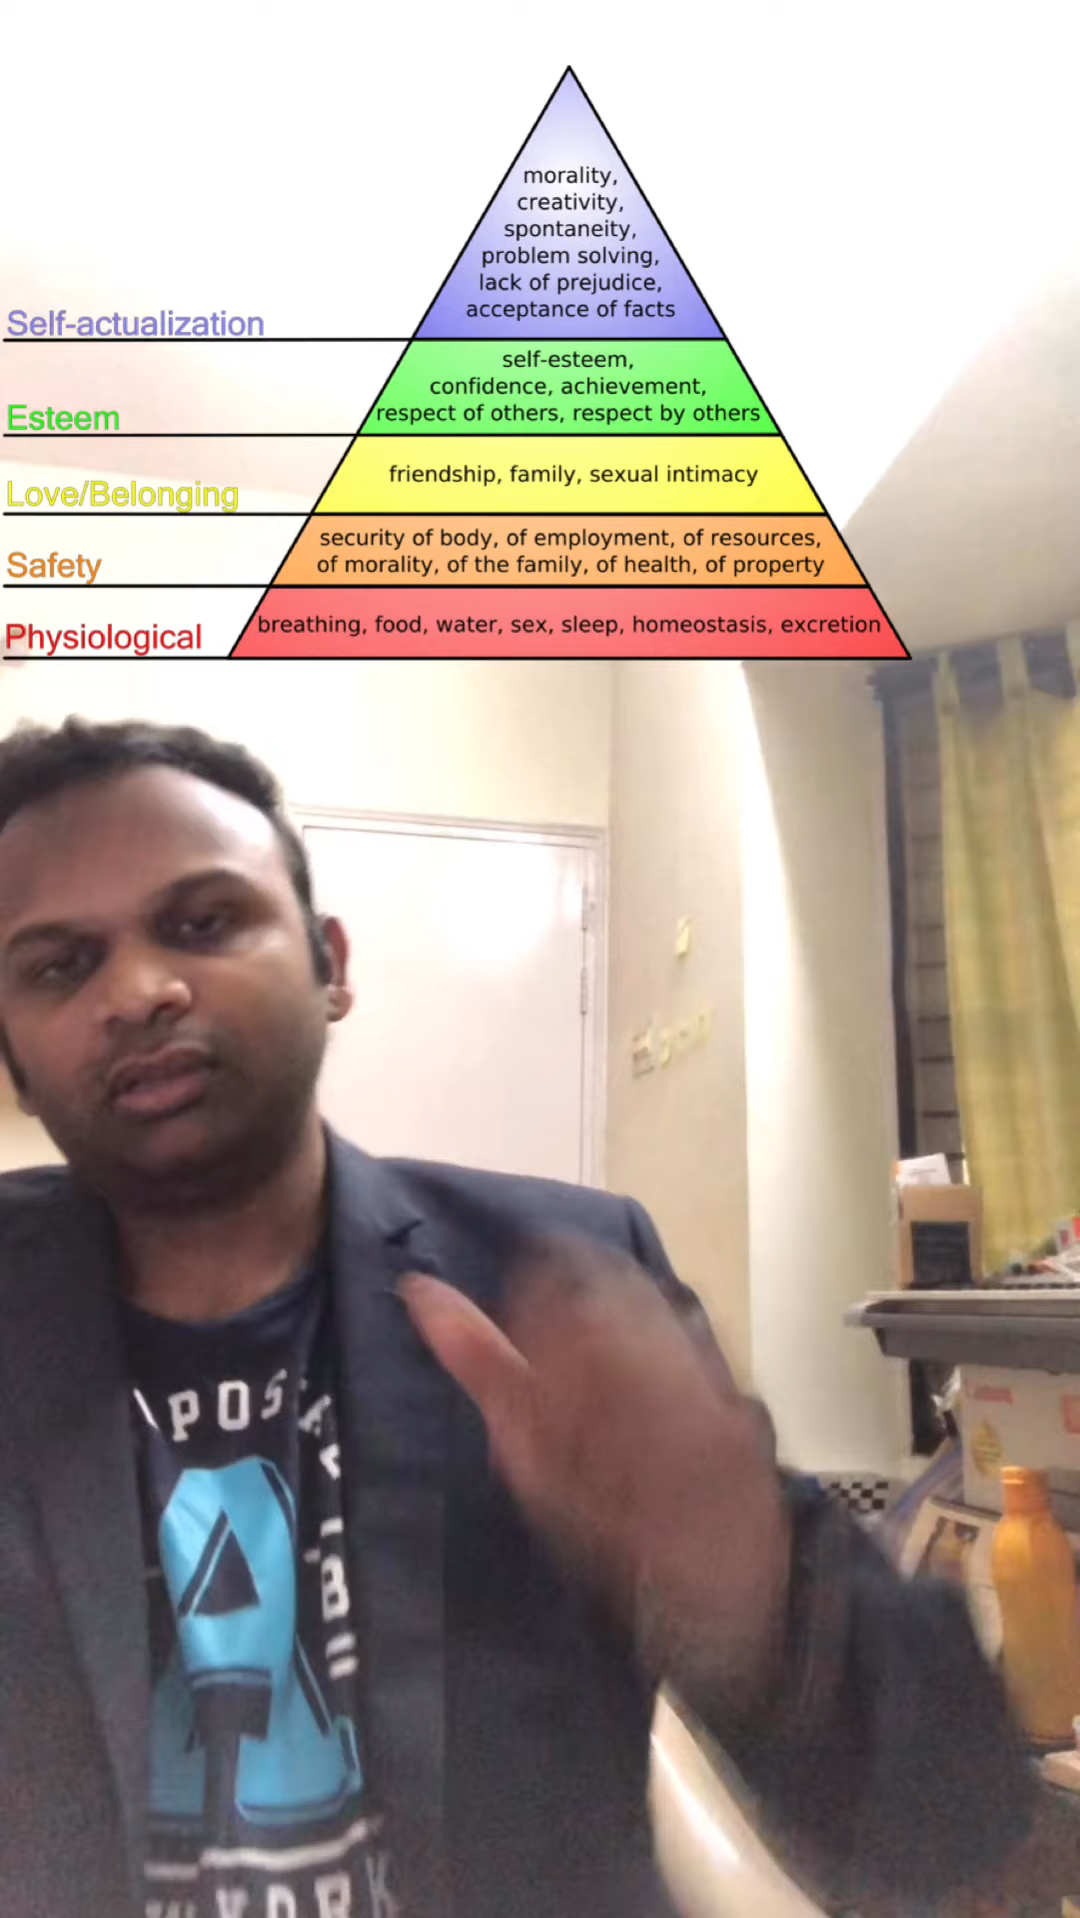 morality,
creativity,
spontaneity,
problem solving,
lack of prejudice,
acceptance of facts
Self-actualization
self-esteem,
confidence, achievement,
respect of others, respect by others
Esteem
friendship, family, sexual intimacy
Love/Belonging
security of body, of employment, of resources,
of morality, of the family, of health, of property
Safety
breathing, food, water, sex, sleep, homeostasis, excretion
Physiological